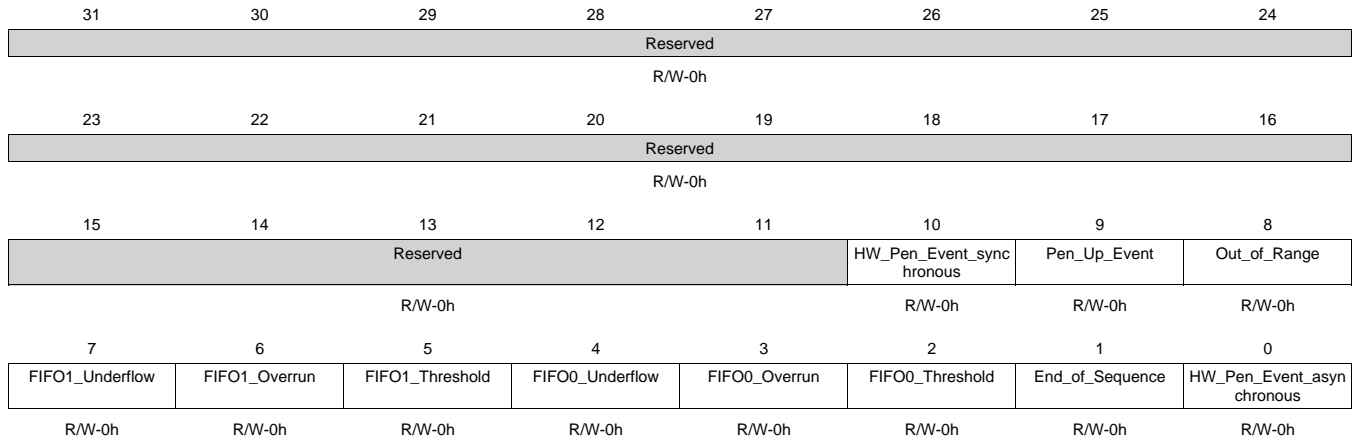 31 30 29 28 27 26 25 24
Reserved
R/W-0h
23 22 21 20 19 18 17 16
Reserved
R/W-0h
15 14 13 12 11 10 9 8
Reserved HW_Pen_Event_sync Pen_Up_Event Out_of_Range
hronous
R/W-0h R/W-0h R/W-0h R/W-0h
7 6 5 4 3 2 1 0
FIFO1_Underflow FIFO1_Overrun FIFO1_Threshold FIFO0_Underflow FIFO0_Overrun FIFO0_Threshold End_of_Sequence HW_Pen_Event_asyn
chronous
R/W-0h R/W-0h R/W-0h R/W-0h R/W-0h R/W-0h R/W-0h R/W-0h